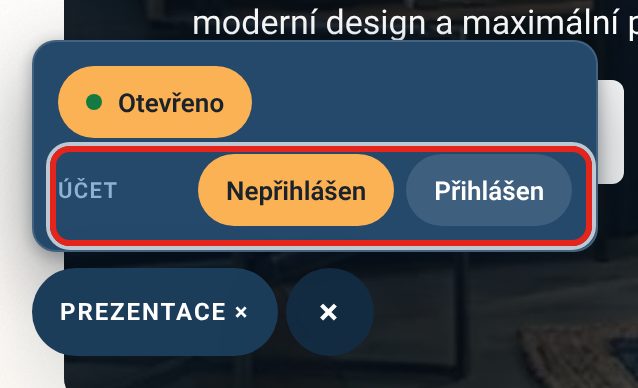 moderní design a maximální p
Otevřeno
ÚČET Nepřihlášen Přihlášen
PREZENTACE × ×